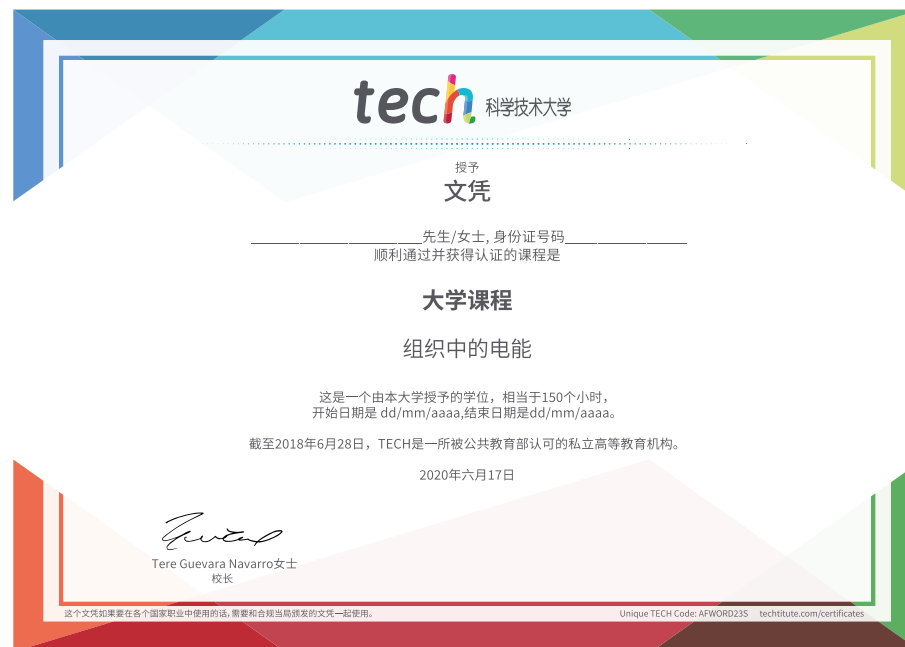 tech 科学技术大学
授予
文凭
先生/女士, 身份证号码
顺利通过并获得认证的课程是
大学课程
组织中的电能
这是一个由本大学授予的学位，相当于150个小时，
开始日期是 dd/mm/aaaa,结束日期是dd/mm/aaaa。
截至2018年6月28日，TECH是一所被公共教育部认可的私立高等教育机构。
2020年六月17日
Tere Guevara Navarro女士
校长
这个文凭如果要在各个国家职业中使用的话,需要和合规当局颁发的文凭一起使用。
Unique TECH Code: AFWORD23S techtitute.com/certificates